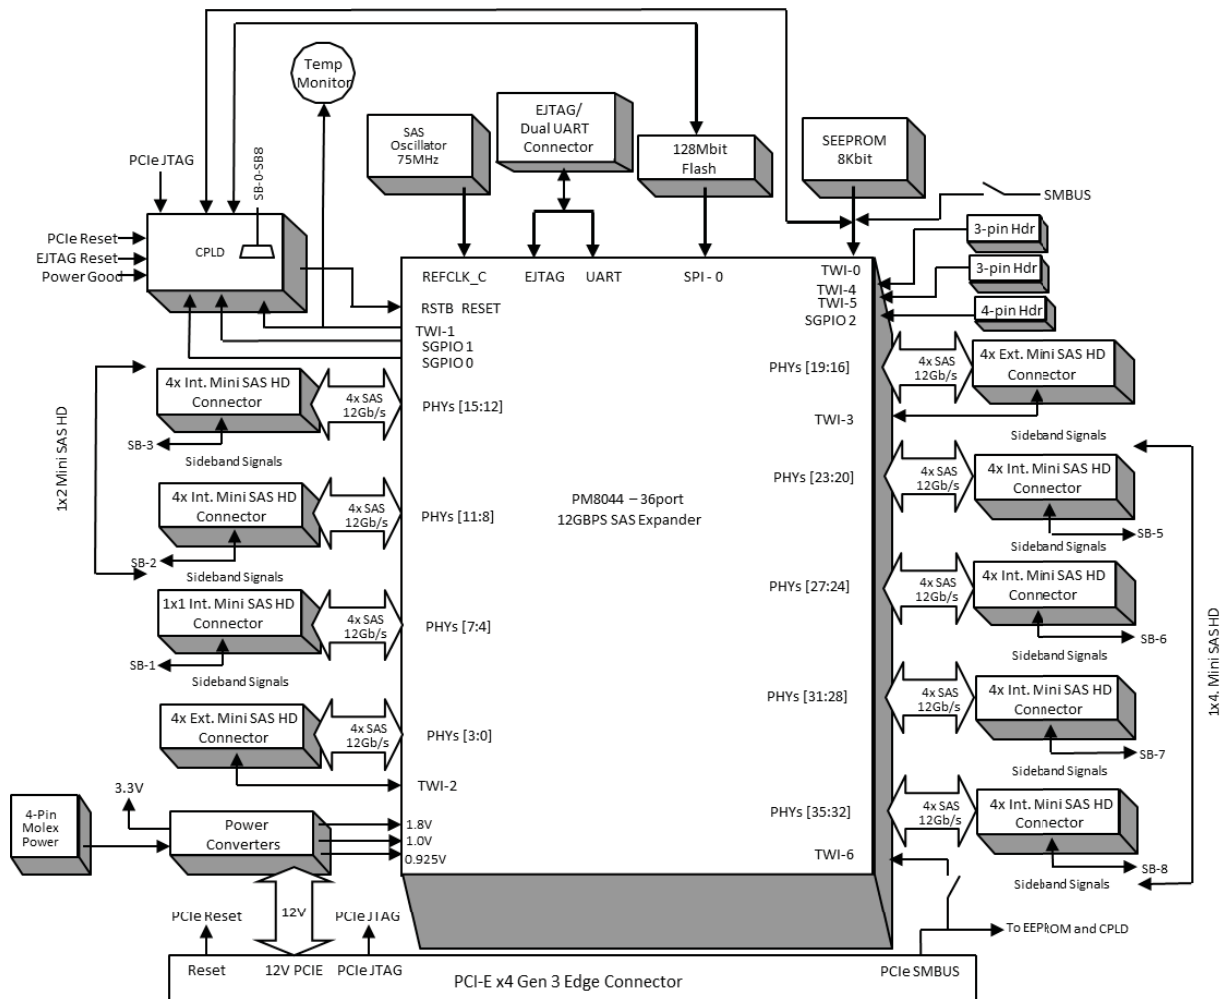 Temp
Monitor
EJTAG/
Dual UART
Connector
SAS
Oscillator
75MHz
128Mbit
Flash
SEEPROM
8Kbit
PCIe JTAG
SB-0-SB8
SMBUS
CPLD
PCIe Reset
EJTAG Reset
Power Good
3-pin Hdr
3-pin Hdr
4-pin Hdr
REFCLK_C
EJTAG
UART
SPI - 0
TWI-0
TWI-4
TWI-5
SGPIO 2
RSTB RESET
TWI-1
SGPIO 1
SGPIO 0
4x Int. Mini SAS HD
Connector
4x SAS
12Gb/s
PHYs [15:12]
PHYs [19:16]
4x SAS
12Gb/s
4x Ext. Mini SAS HD
Connector
TWI-3
SB-3
Sideband Signals
Sideband Signals
1x2 Mini SAS HD
4x Int. Mini SAS HD
Connector
4x SAS
12Gb/s
PHYs [11:8]
PM8044 – 36port
12GBPS SAS Expander
PHYs [23:20]
4x SAS
12Gb/s
4x Int. Mini SAS HD
Connector
SB-5
SB-2
Sideband Signals
Sideband Signals
1x1 Int. Mini SAS HD
Connector
4x SAS
12Gb/s
PHYs [7:4]
PHYs [27:24]
4x SAS
12Gb/s
4x Int. Mini SAS HD
Connector
SB-6
SB-1
Sideband Signals
Sideband Signals
1x4 Mini SAS HD
4x Ext. Mini SAS HD
Connector
4x SAS
12Gb/s
PHYs [3:0]
PHYs [31:28]
4x SAS
12Gb/s
4x Int. Mini SAS HD
Connector
SB-7
Sideband Signals
TWI-2
3.3V
4-Pin
Molex
Power
Power
Converters
1.8V
1.0V
0.925V
PHYs [35:32]
4x SAS
12Gb/s
4x Int. Mini SAS HD
Connector
SB-8
Sideband Signals
TWI-6
PCIe Reset
12V
PCIe JTAG
To EEPROM and CPLD
Reset
12V PCIE
PCIe JTAG
PCIe SMBUS
PCI-E x4 Gen 3 Edge Connector